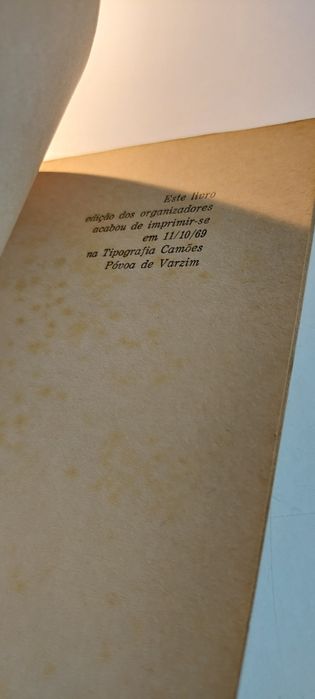 Este livro
edição dos organizadores
acabou de imprimir-se
em 11/10/69
na Tipografia Camões
Póvoa de Varzim